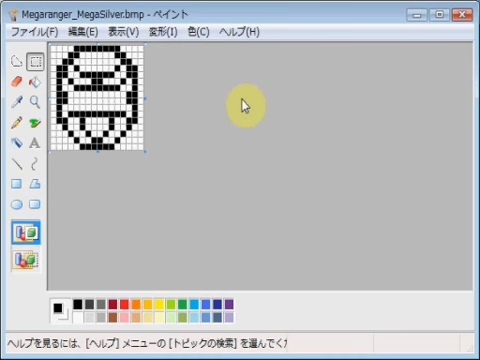 Megaranger_MegaSilver.bmp - ペイント
ファイル(F) 編集(E) 表示(V) 変形(I) 色(C) ヘルプ(H)
A
ヘルプを見るには、[ヘルプ] メニューの [トピックの検索] を選んでくだ